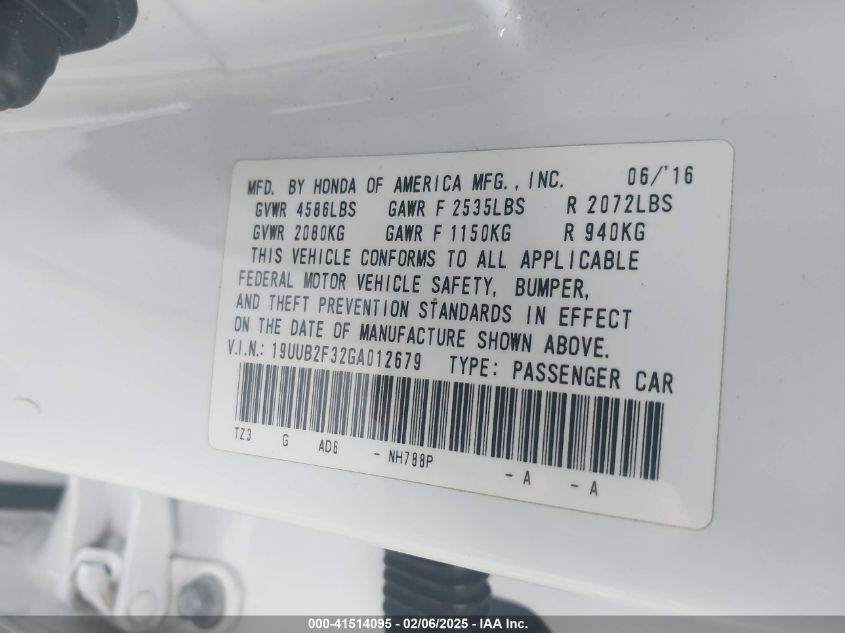 MFD. BY HONDA OF AMERICA MFG., INC. 06/'16
GVWR 4586LBS GAWR F 2535LBS R 2072LBS
GVWR 2080KG GAWR F 1150KG R 940KG
THIS VEHICLE CONFORMS TO ALL APPLICABLE
FEDERAL MOTOR VEHICLE SAFETY, BUMPER,
AND THEFT PREVENTION STANDARDS IN EFFECT
ON THE DATE OF MANUFACTURE SHOWN ABOVE.
V.I.N.: 19UUB2F32GA012679 TYPE: PASSENGER CAR
TZ3 G AD6 - NH788P - A - A
000-41514095 - 02/06/2025 - IAA Inc.